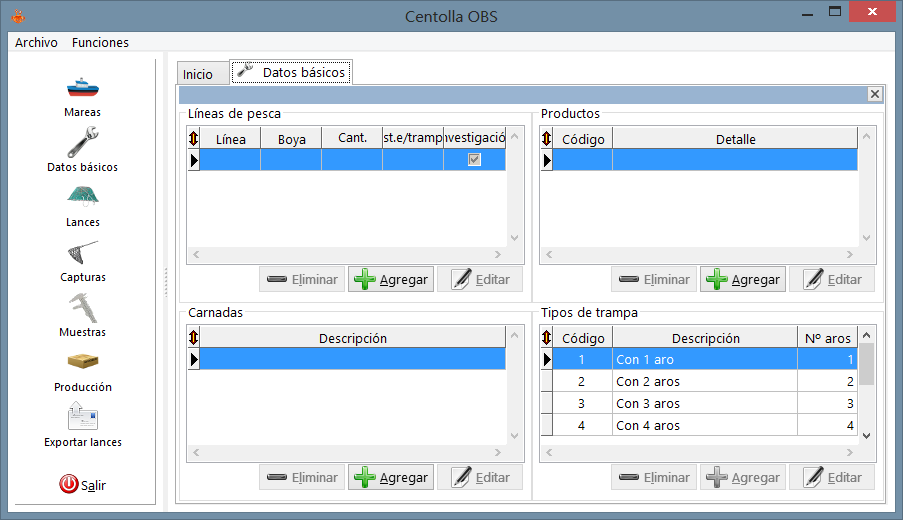 Centolla OBS
Archivo Funciones
Mareas
Datos básicos
Lances
Capturas
Muestras
Producción
Exportar lances
Salir
Inicio Datos básicos
Líneas de pesca
Línea Boya Cant. st.e/tramp nvestigació
Eliminar Agregar Editar
Productos
Código Detalle
Eliminar Agregar Editar
Carnadas
Descripción
Eliminar Agregar Editar
Tipos de trampa
Código Descripción Nº aros
1 Con 1 aro 1
2 Con 2 aros 2
3 Con 3 aros 3
4 Con 4 aros 4
Eliminar Agregar Editar